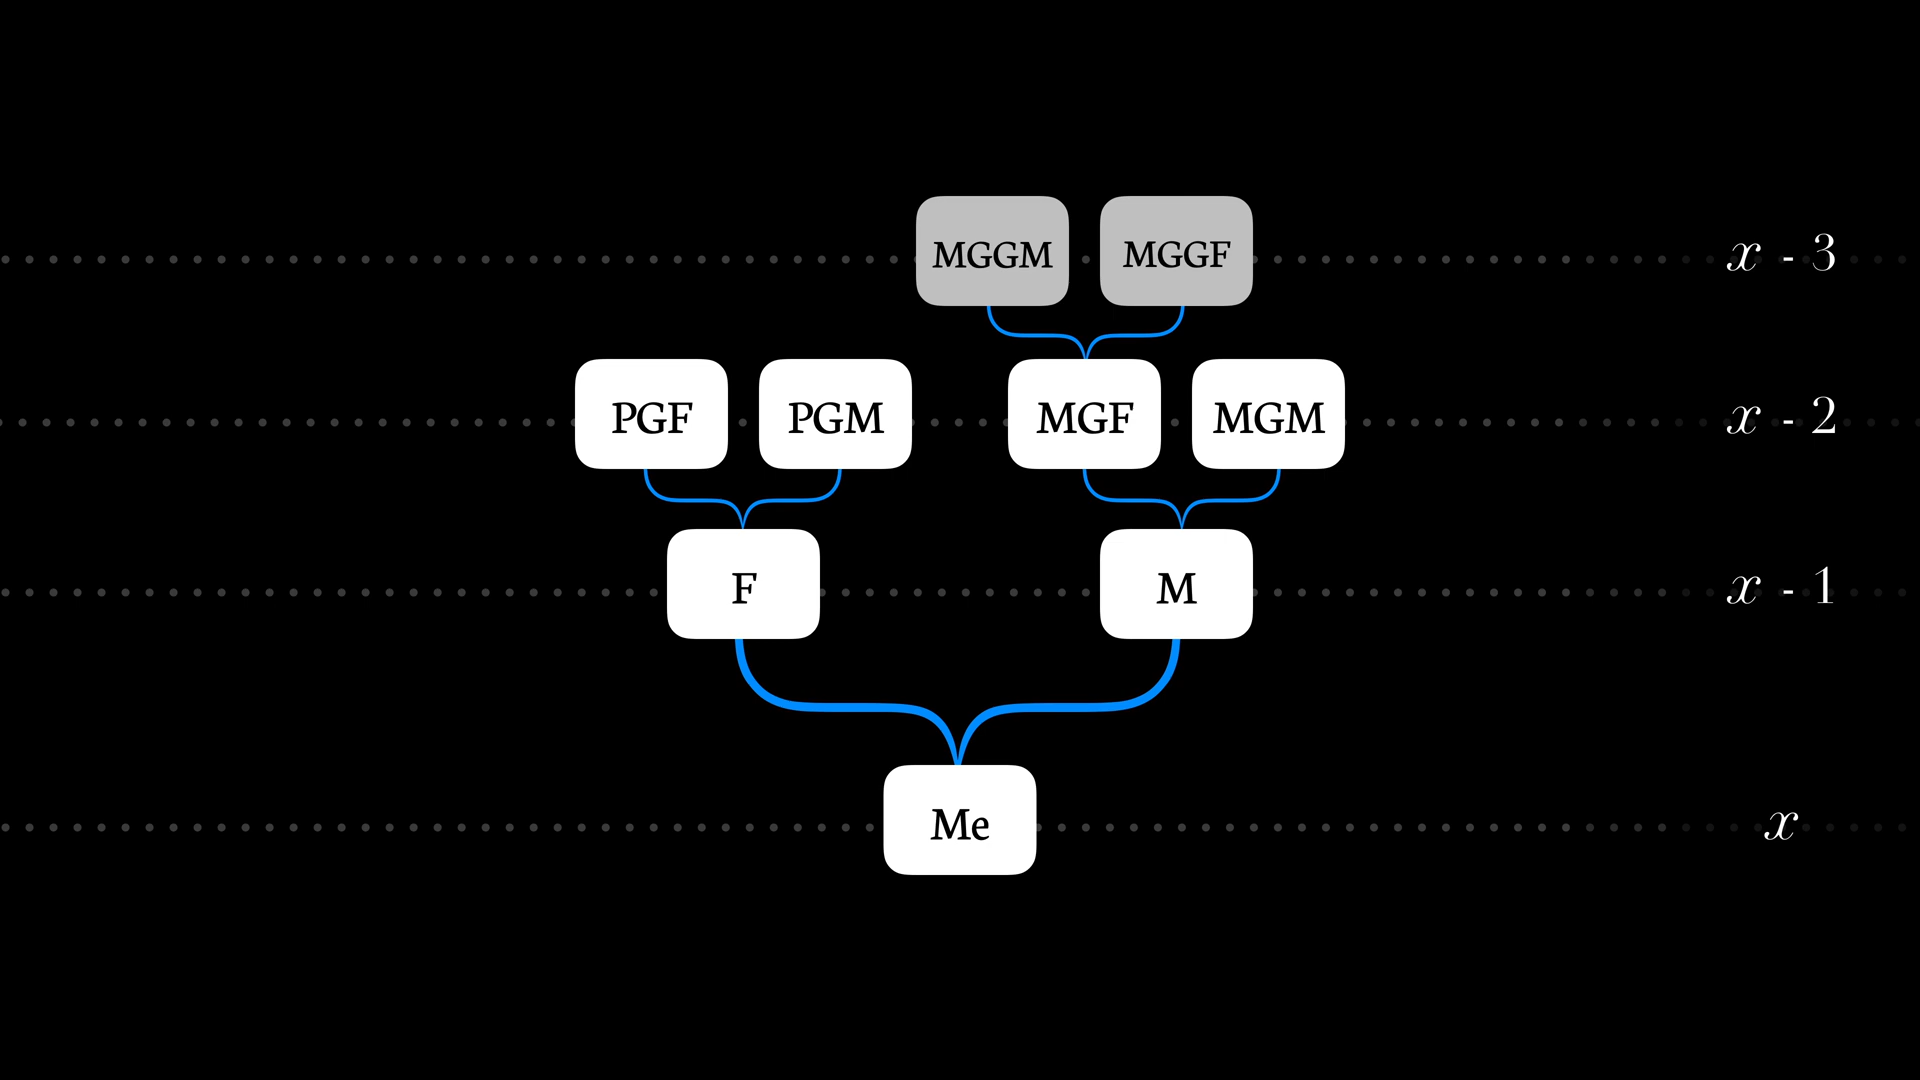 MGGM MGGF x - 3
PGF PGM MGF MGM x - 2
F M x - 1
Me x